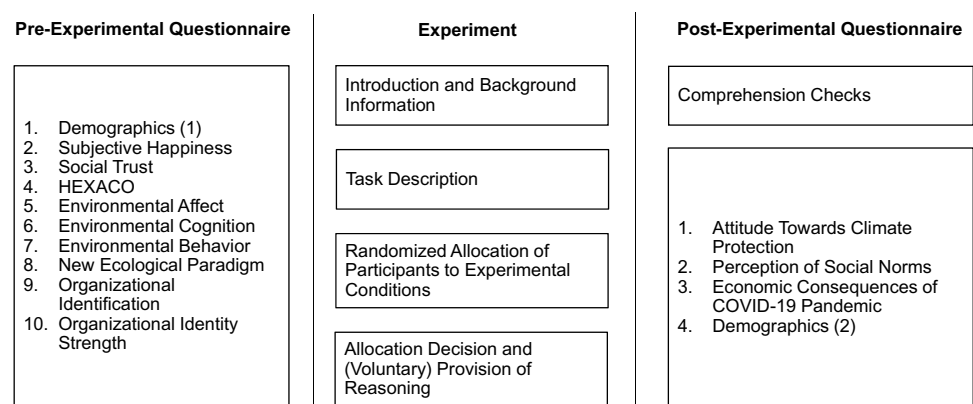 Pre-Experimental Questionnaire
1. Demographics (1)
2. Subjective Happiness
3. Social Trust
4. HEXACO
5. Environmental Affect
6. Environmental Cognition
7. Environmental Behavior
8. New Ecological Paradigm
9. Organizational
Identification
10. Organizational Identity
Strength
Experiment
Introduction and Background
Information
Task Description
Randomized Allocation of
Participants to Experimental
Conditions
Allocation Decision and
(Voluntary) Provision of
Reasoning
Post-Experimental Questionnaire
Comprehension Checks
1. Attitude Towards Climate
Protection
2. Perception of Social Norms
3. Economic Consequences of
COVID-19 Pandemic
4. Demographics (2)